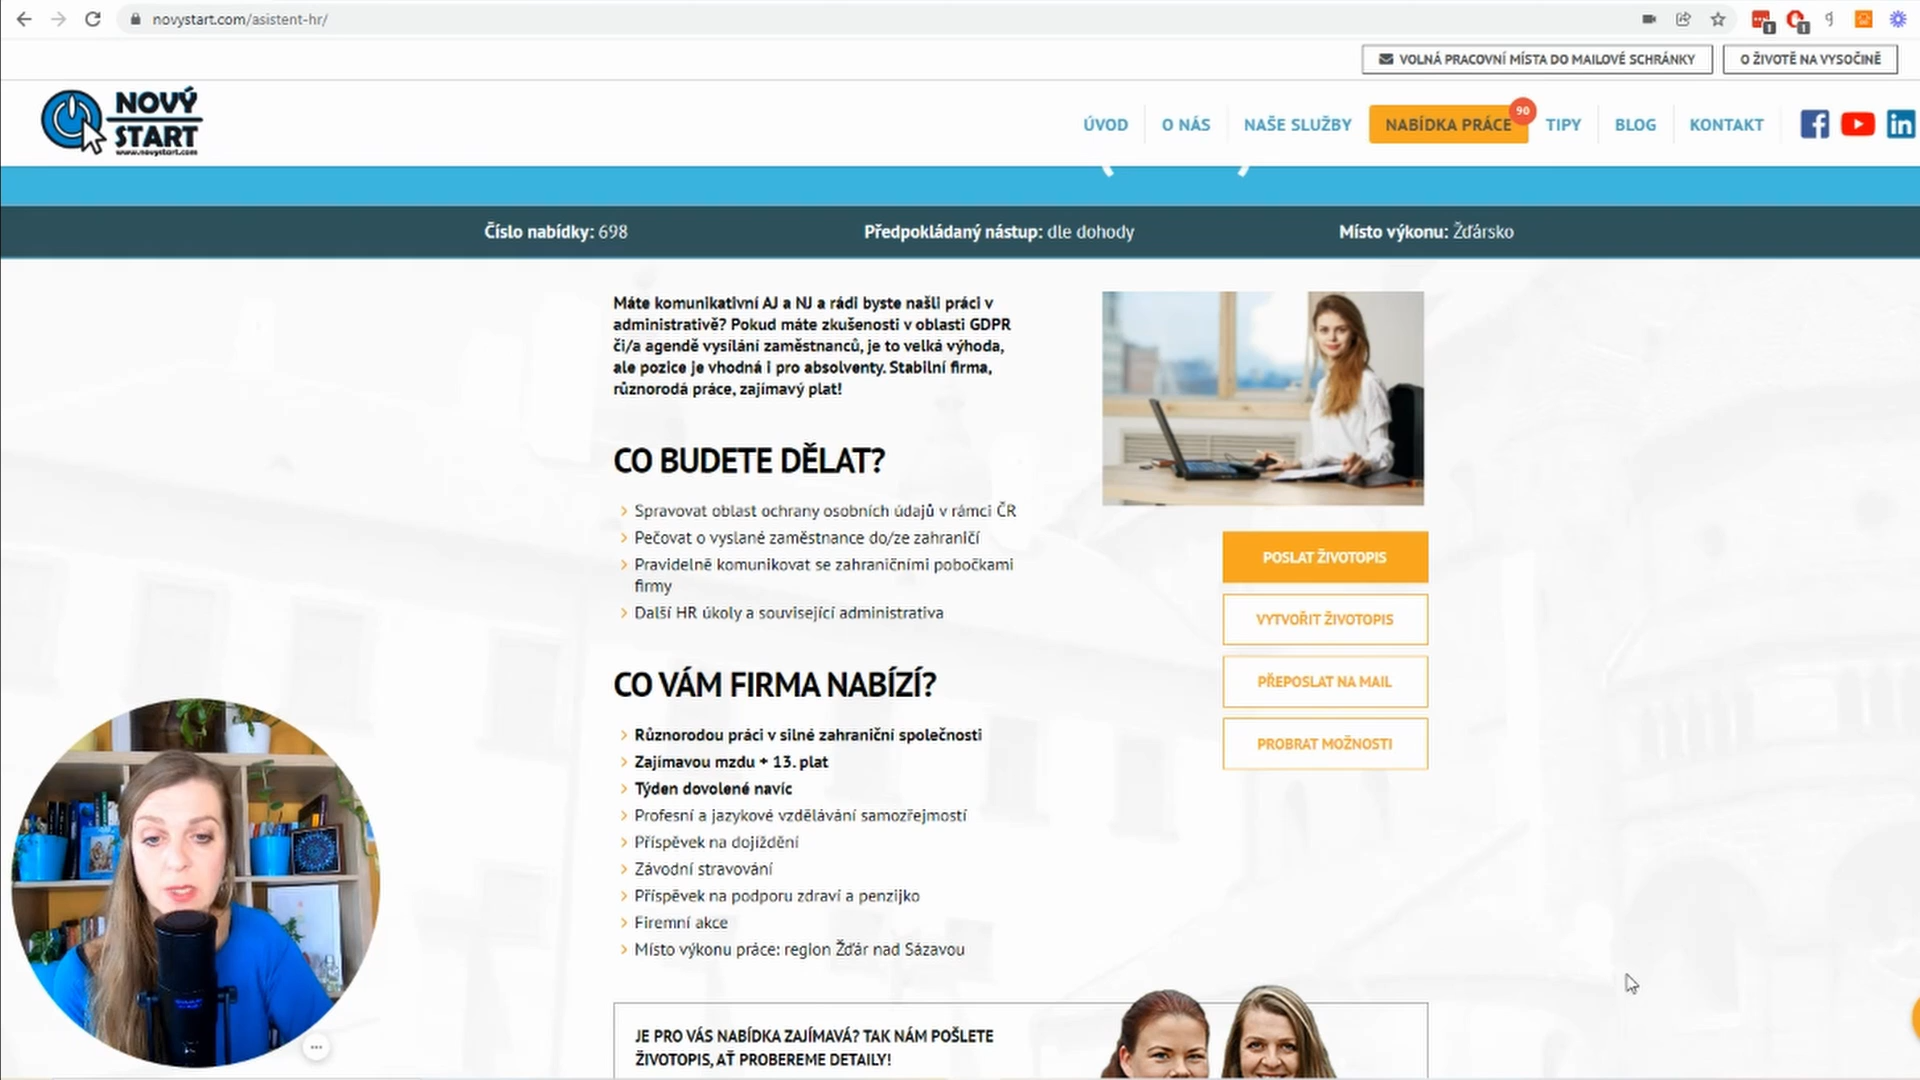 novystart.com/asistent-hr/
VOLNÁ PRACOVNÍ MÍSTA DO MAILOVÉ SCHRÁNKY
O ŽIVOTĚ NA VYSOČINĚ
NOVÝ
START
www.novystart.com
ÚVOD
O NÁS
NAŠE SLUŽBY
NABÍDKA PRÁCE
90
TIPY
BLOG
KONTAKT
Číslo nabídky: 698
Předpokládaný nástup: dle dohody
Místo výkonu: Žďársko
Máte komunikativní AJ a NJ a rádi byste našli práci v
administrativě? Pokud máte zkušenosti v oblasti GDPR
či/a agendě vysílání zaměstnanců, je to velká výhoda,
ale pozice je vhodná i pro absolventy. Stabilní firma,
různorodá práce, zajímavý plat!
CO BUDETE DĚLAT?
Spravovat oblast ochrany osobních údajů v rámci ČR
Pečovat o vyslané zaměstnance do/ze zahraničí
Pravidelně komunikovat se zahraničními pobočkami
firmy
Další HR úkoly a související administrativa
CO VÁM FIRMA NABÍZÍ?
Různorodou práci v silné zahraniční společnosti
Zajímavou mzdu + 13. plat
Týden dovolené navíc
Profesní a jazykové vzdělávání samozřejmostí
Příspěvek na dojíždění
Závodní stravování
Příspěvek na podporu zdraví a penzijko
Firemní akce
Místo výkonu práce: region Žďár nad Sázavou
POSLAT ŽIVOTOPIS
VYTVOŘIT ŽIVOTOPIS
PŘEPOSLAT NA MAIL
PROBRAT MOŽNOSTI
JE PRO VÁS NABÍDKA ZAJÍMAVÁ? TAK NÁM POŠLETE
ŽIVOTOPIS, AŤ PROBEREME DETAILY!